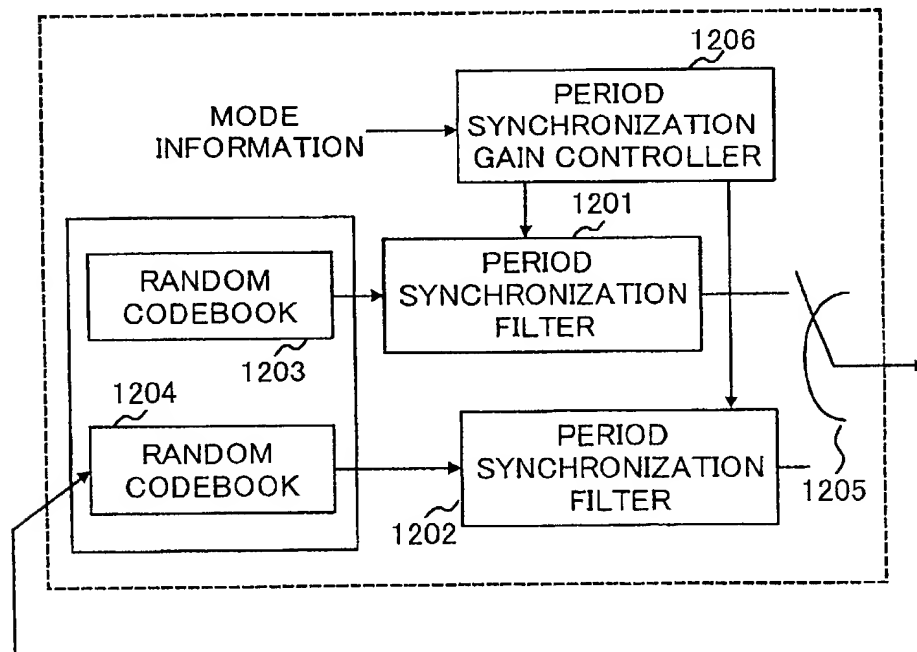 1206
PERIOD
SYNCHRONIZATION
GAIN CONTROLLER
MODE
INFORMATION
1201
PERIOD
SYNCHRONIZATION
FILTER
RANDOM
CODEBOOK
1203
1204
RANDOM
CODEBOOK
PERIOD
SYNCHRONIZATION
FILTER
1202
1205